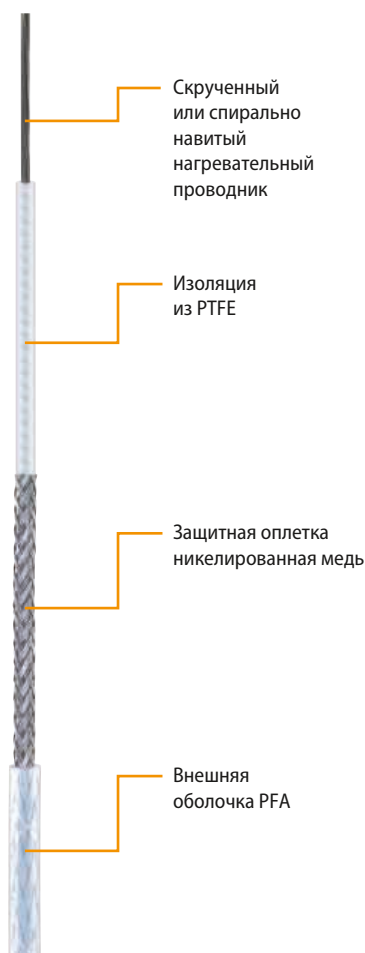 Скрученный
или спирально
навитый
нагревательный
проводник
Изоляция
из PTFE
Защитная оплетка
никелированная медь
Внешняя
оболочка PFA